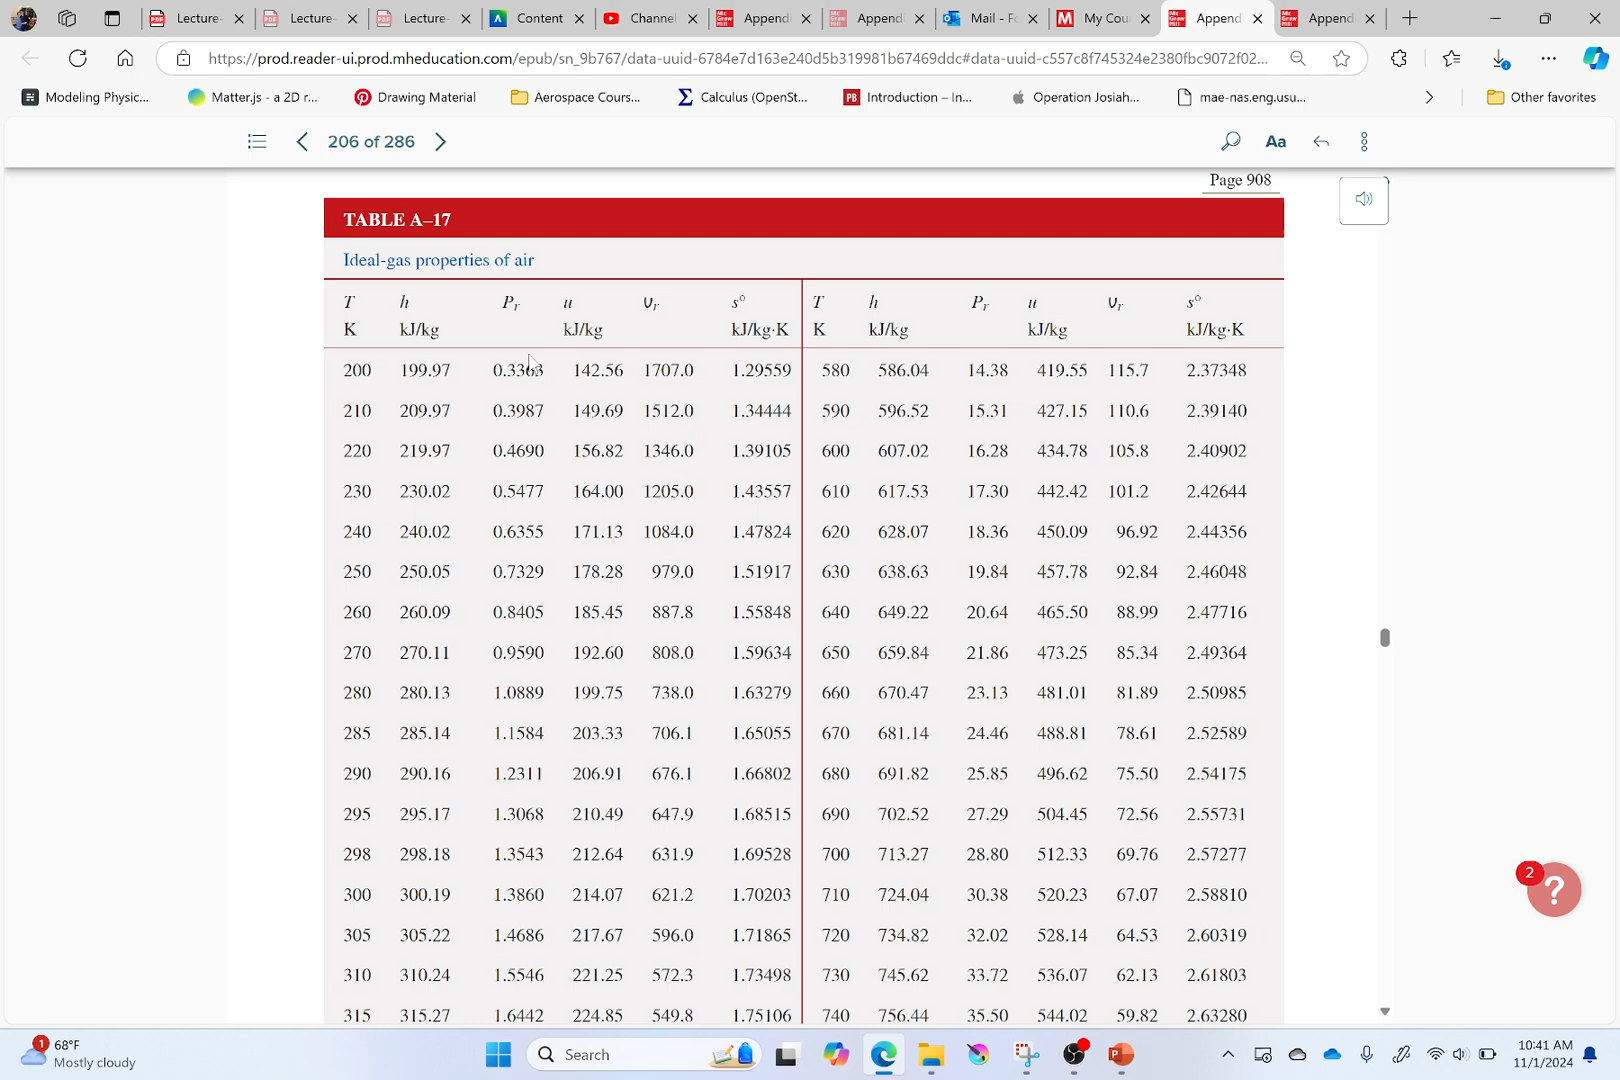 Lecture-
Lecture-
Lecture-
Content
Channel
Appendi
Appendi
Mail - Fo
My Cou
Appendi
Appendi
https://prod.reader-ui.prod.mheducation.com/epub/sn_9b767/data-uuid-6784e7d163e240d5b319981b67469ddc#data-uuid-c557c8f745324e2380fbc9072f02...
Modeling Physic...
Matter.js - a 2D r...
Drawing Material
Aerospace Cours...
Calculus (OpenSt...
PB
Introduction – In...
Operation Josiah...
mae-nas.eng.usu...
Other favorites
206 of 286
Aa
Page 908
TABLE A–17
Ideal-gas properties of air
T h Pr u υr s° T h Pr u υr s°
K kJ/kg kJ/kg kJ/kg·K K kJ/kg kJ/kg kJ/kg·K
200 199.97 0.3363 142.56 1707.0 1.29559 580 586.04 14.38 419.55 115.7 2.37348
210 209.97 0.3987 149.69 1512.0 1.34444 590 596.52 15.31 427.15 110.6 2.39140
220 219.97 0.4690 156.82 1346.0 1.39105 600 607.02 16.28 434.78 105.8 2.40902
230 230.02 0.5477 164.00 1205.0 1.43557 610 617.53 17.30 442.42 101.2 2.42644
240 240.02 0.6355 171.13 1084.0 1.47824 620 628.07 18.36 450.09 96.92 2.44356
250 250.05 0.7329 178.28 979.0 1.51917 630 638.63 19.84 457.78 92.84 2.46048
260 260.09 0.8405 185.45 887.8 1.55848 640 649.22 20.64 465.50 88.99 2.47716
270 270.11 0.9590 192.60 808.0 1.59634 650 659.84 21.86 473.25 85.34 2.49364
280 280.13 1.0889 199.75 738.0 1.63279 660 670.47 23.13 481.01 81.89 2.50985
285 285.14 1.1584 203.33 706.1 1.65055 670 681.14 24.46 488.81 78.61 2.52589
290 290.16 1.2311 206.91 676.1 1.66802 680 691.82 25.85 496.62 75.50 2.54175
295 295.17 1.3068 210.49 647.9 1.68515 690 702.52 27.29 504.45 72.56 2.55731
298 298.18 1.3543 212.64 631.9 1.69528 700 713.27 28.80 512.33 69.76 2.57277
300 300.19 1.3860 214.07 621.2 1.70203 710 724.04 30.38 520.23 67.07 2.58810
305 305.22 1.4686 217.67 596.0 1.71865 720 734.82 32.02 528.14 64.53 2.60319
310 310.24 1.5546 221.25 572.3 1.73498 730 745.62 33.72 536.07 62.13 2.61803
315 315.27 1.6442 224.85 549.8 1.75106 740 756.44 35.50 544.02 59.82 2.63280
2
?
1
68°F
Mostly cloudy
Search
10:41 AM
11/1/2024